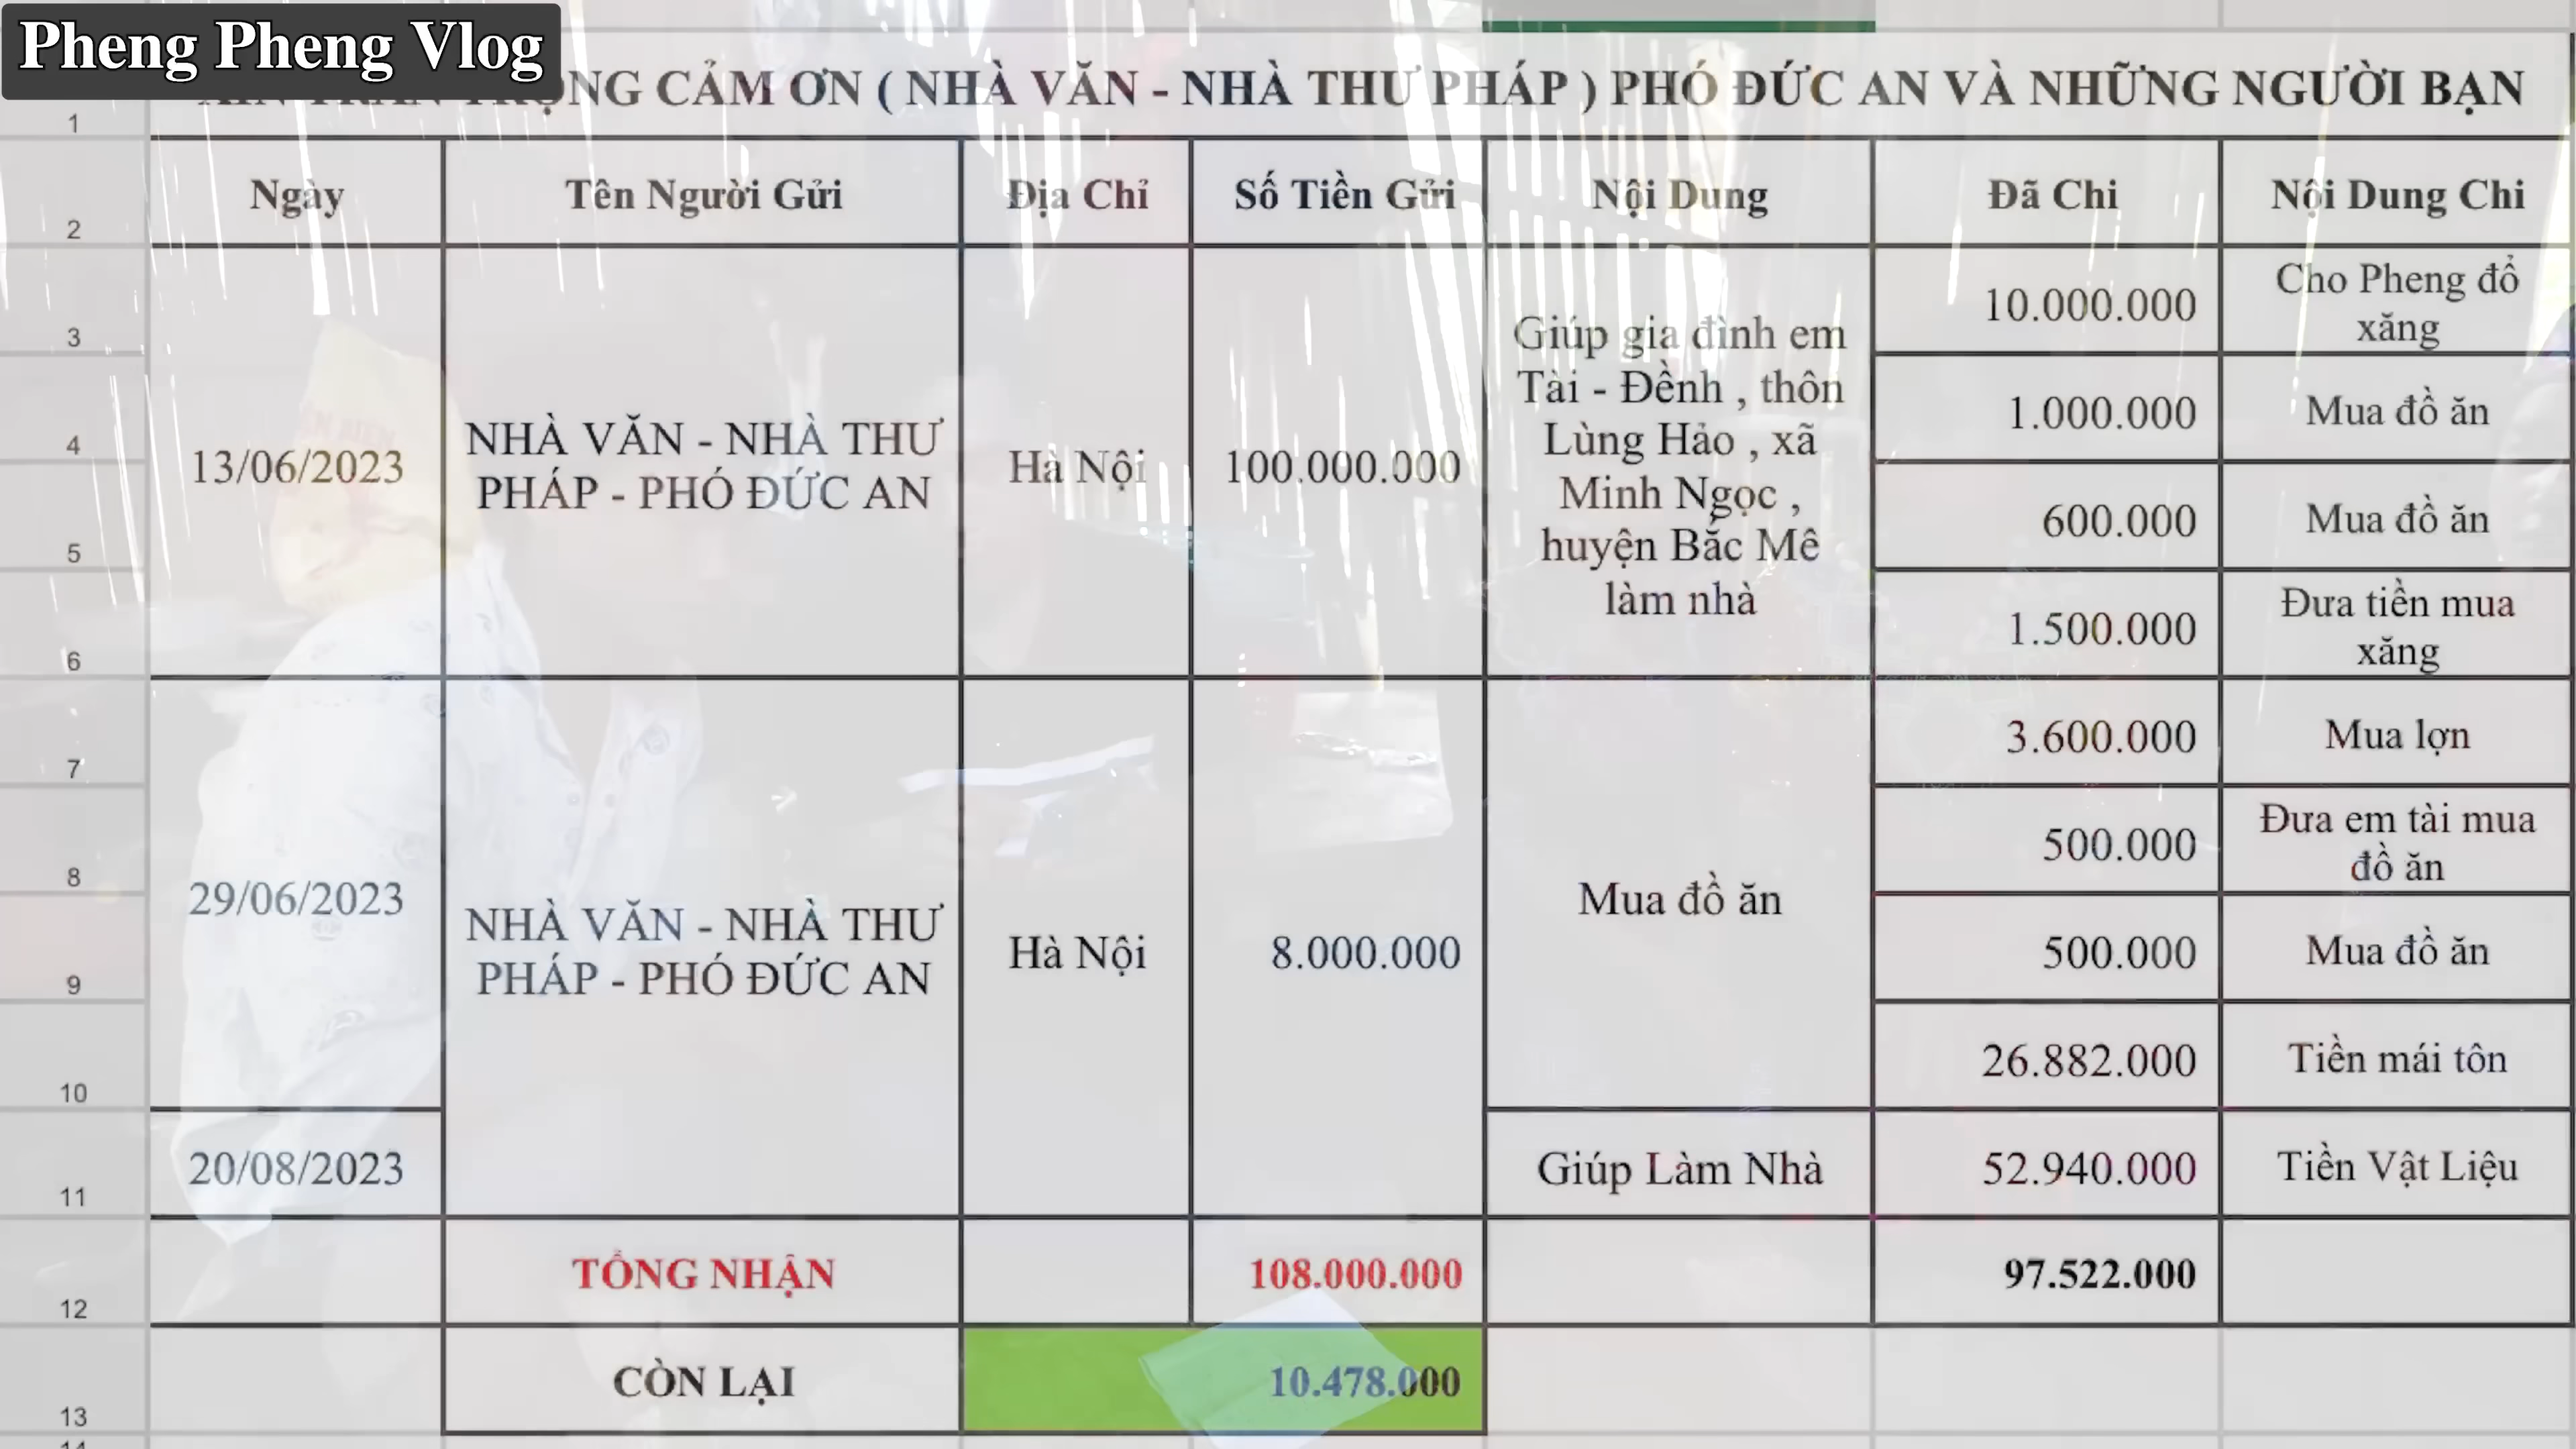 Pheng Pheng Vlog
CẢM ƠN ( NHÀ VĂN - NHÀ THƯ PHÁP ) PHÓ ĐỨC AN VÀ NHỮNG NGƯỜI BẠN
1
Ngày Tên Người Gửi Địa Chỉ Số Tiền Gửi Nội Dung Đã Chi Nội Dung Chi
2
13/06/2023
NHÀ VĂN - NHÀ THƯ
PHÁP - PHÓ ĐỨC AN
Hà Nội
100.000.000
Giúp gia đình em
Tài - Đềnh , thôn
Lùng Hảo , xã
Minh Ngọc ,
huyện Bắc Mê
làm nhà
10.000.000
Cho Pheng đổ
xăng
3
1.000.000 Mua đồ ăn
4
600.000 Mua đồ ăn
5
1.500.000
Đưa tiền mua
xăng
6
29/06/2023
NHÀ VĂN - NHÀ THƯ
PHÁP - PHÓ ĐỨC AN
Hà Nội
8.000.000
Mua đồ ăn
3.600.000 Mua lợn
7
500.000
Đưa em tài mua
đồ ăn
8
500.000 Mua đồ ăn
9
26.882.000 Tiền mái tôn
10
20/08/2023 Giúp Làm Nhà 52.940.000 Tiền Vật Liệu
11
TỔNG NHẬN 108.000.000 97.522.000
12
CÒN LẠI 10.478.000
13